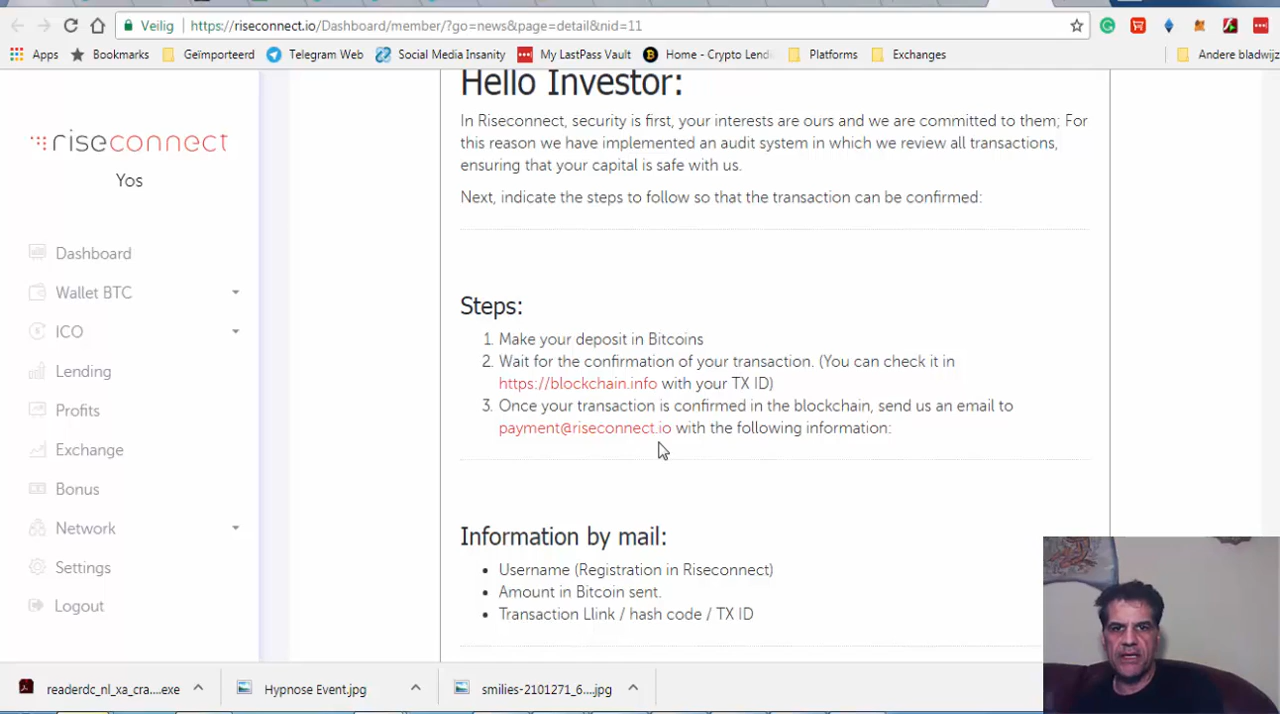 Veilig
https://riseconnect.io/Dashboard/member/?go=news&page=detail&nid=11
Apps
Bookmarks
Geïmporteerd
Telegram Web
Social Media Insanity
My LastPass Vault
Home - Crypto Lendi
Platforms
Exchanges
Andere bladwijz
riseconnect
Yos
Dashboard
Wallet BTC
ICO
Lending
Profits
Exchange
Bonus
Network
Settings
Logout
Hello Investor:
In Riseconnect, security is first, your interests are ours and we are committed to them; For
this reason we have implemented an audit system in which we review all transactions,
ensuring that your capital is safe with us.
Next, indicate the steps to follow so that the transaction can be confirmed:
Steps:
1. Make your deposit in Bitcoins
2. Wait for the confirmation of your transaction. (You can check it in
https://blockchain.info with your TX ID)
3. Once your transaction is confirmed in the blockchain, send us an email to
payment@riseconnect.io with the following information:
Information by mail:
• Username (Registration in Riseconnect)
• Amount in Bitcoin sent.
• Transaction Llink / hash code / TX ID
readerdc_nl_xa_cra....exe
Hypnose Event.jpg
smilies-2101271_6....jpg